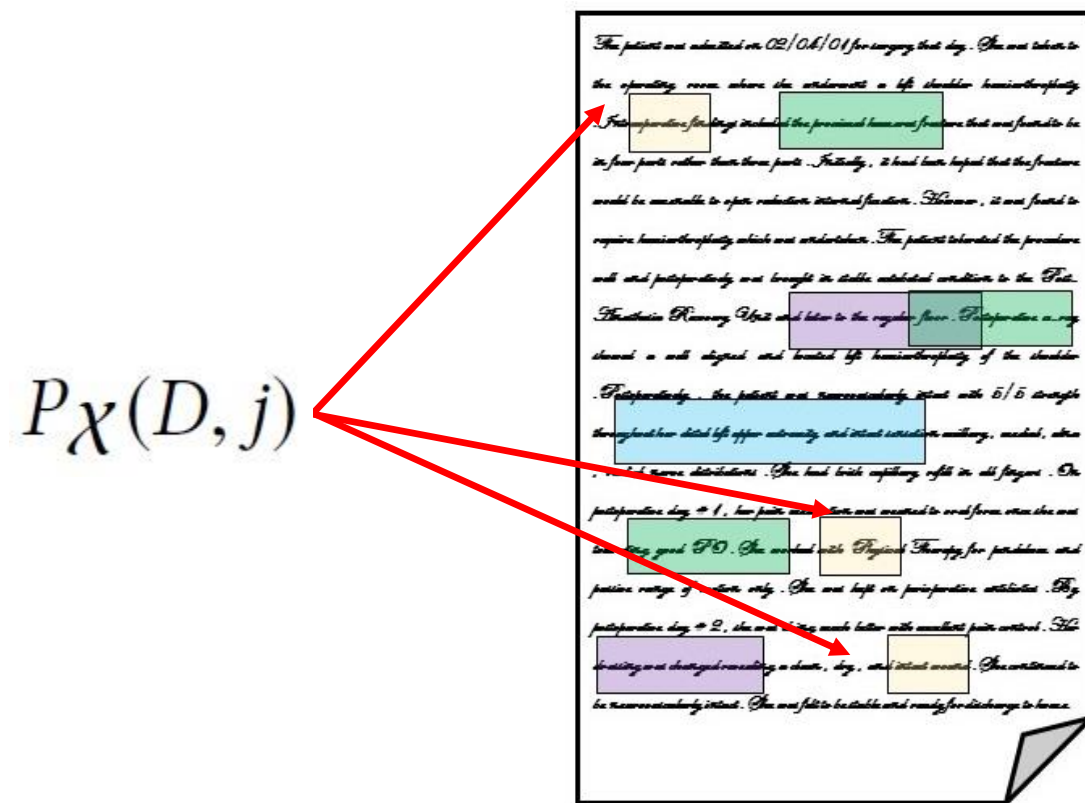 The patient was admitted on 02/04/01 for surgery that day. She was taken to
the operating room where she underwent a left shoulder hemiarthroplasty
. Intraoperative findings included the proximal humerus fracture that was found to be
in four parts rather than three parts. Initially, it had been hoped that the fracture
would be amenable to open reduction internal fixation. However, it was found to
require hemiarthroplasty which was undertaken. The patient tolerated the procedure
well and postoperatively was brought in stable extubated condition to the Post-
Anesthesia Recovery Unit and later to the regular floor. Postoperative x-ray
showed a well aligned and located left hemiarthroplasty of the shoulder
P𝜒(D, j)
. Postoperatively, the patient was neurovascularly intact with 5/5 strength
throughout her distal left upper extremity and intact sensation axillary, medial, ulna
, radial nerve distributions. She had brisk capillary refill in all fingers. On
postoperative day #1, her pain medication was weaned to oral form once she was
tolerating good PO. She worked with Physical Therapy for pendulum and
passive range of motion only. She was kept on perioperative antibiotics. By
postoperative day #2, she was doing much better with excellent pain control. Her
dressing was changed revealing a clean, dry, and intact wound. She continued to
be neurovascularly intact. She was felt to be stable and ready for discharge to home.